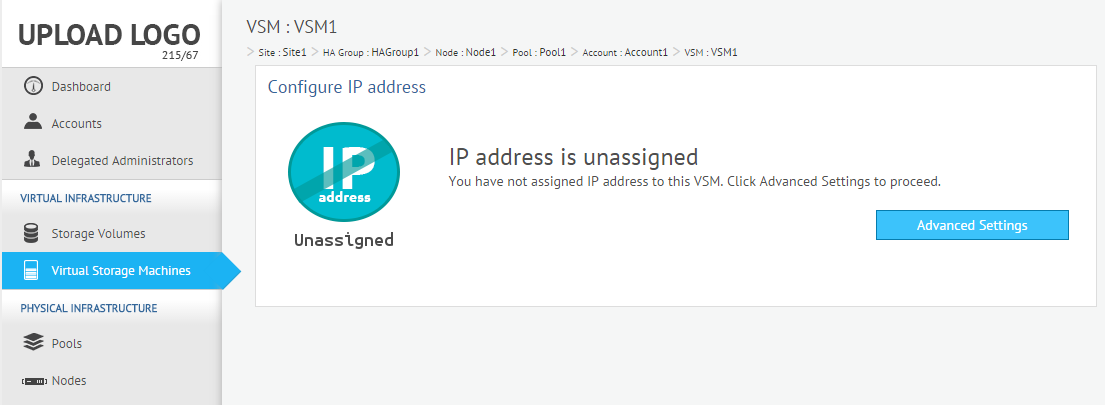 UPLOAD LOGO
215/67
Dashboard
Accounts
Delegated Administrators
VIRTUAL INFRASTRUCTURE
Storage Volumes
Virtual Storage Machines
PHYSICAL INFRASTRUCTURE
Pools
Nodes
VSM : VSM1
> Site : Site1 > HA Group : HAGroup1 > Node : Node1 > Pool : Pool1 > Account : Account1 > VSM : VSM1
Configure IP address
IP
address
Unassigned
IP address is unassigned
You have not assigned IP address to this VSM. Click Advanced Settings to proceed.
Advanced Settings